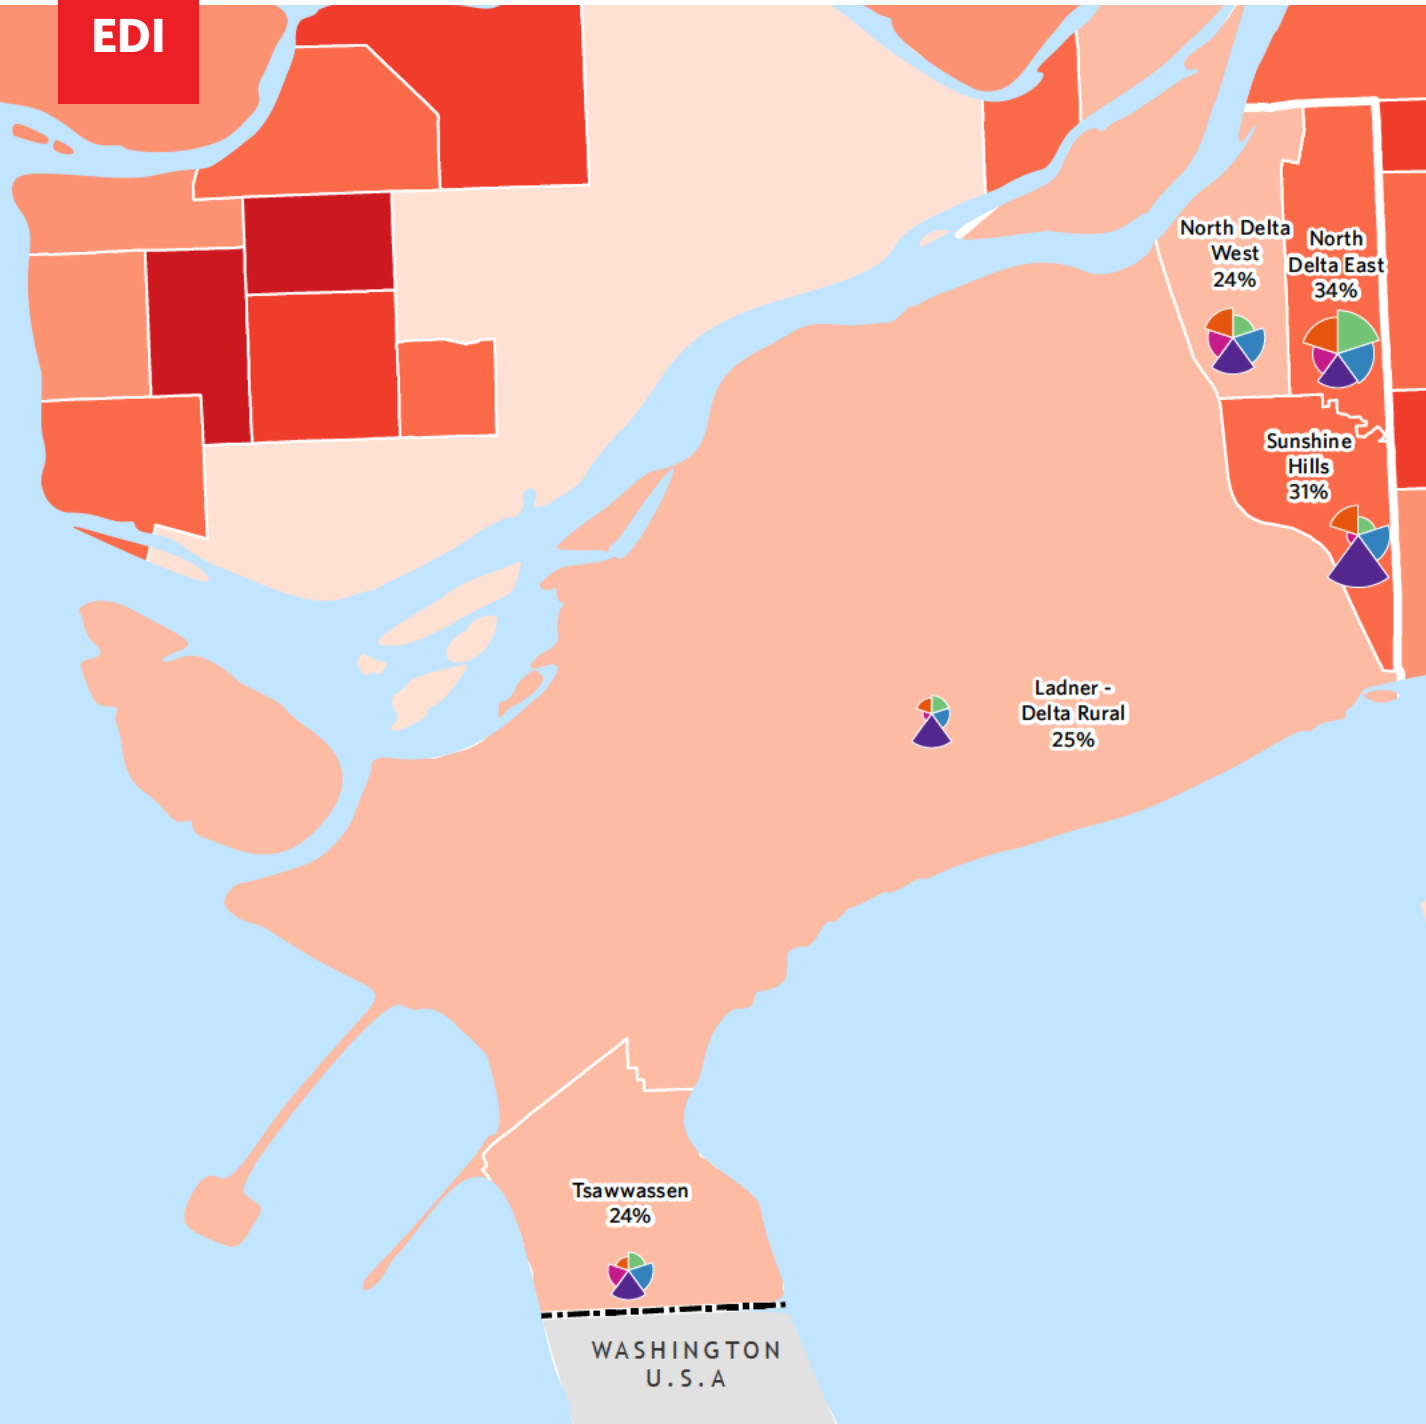 EDI
North Delta
West
24%
North
Delta East
34%
Sunshine
Hills
31%
Ladner -
Delta Rural
25%
Tsawwassen
24%
WASHINGTON
U.S.A